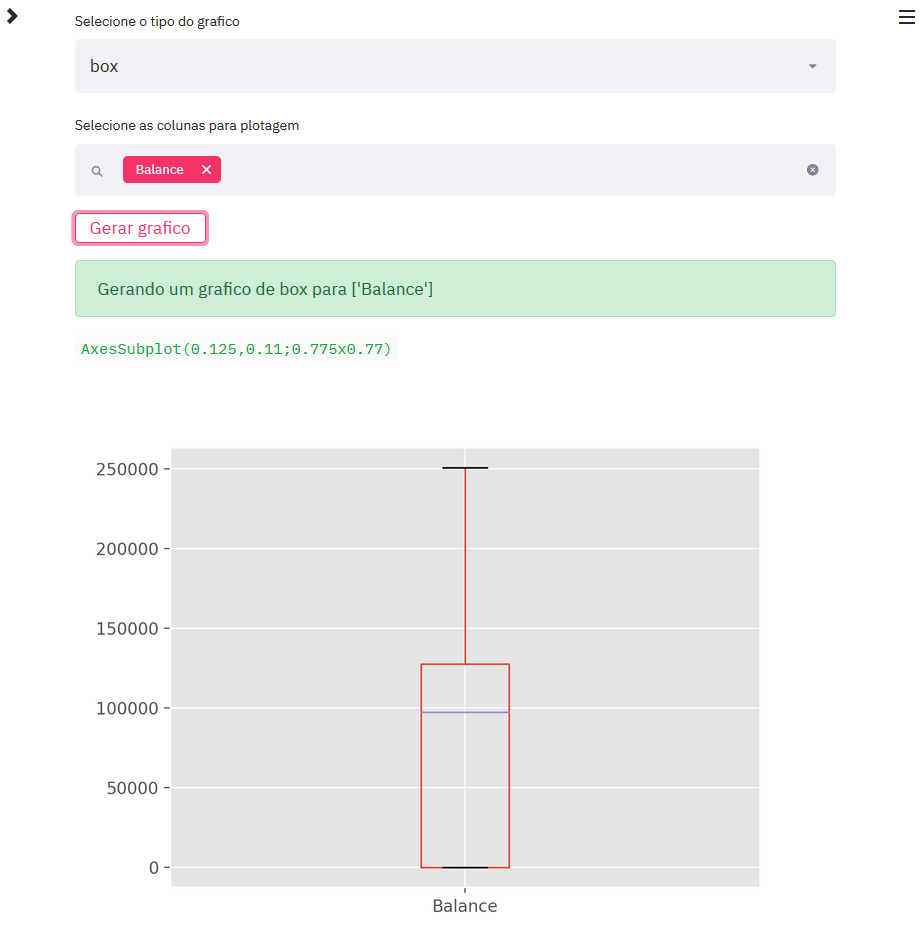 Selecione o tipo do grafico
box
Selecione as colunas para plotagem
Balance
Gerar grafico
Gerando um grafico de box para ['Balance']
AxesSubplot(0.125,0.11;0.775x0.77)
250000
200000
150000
100000
50000
0
Balance